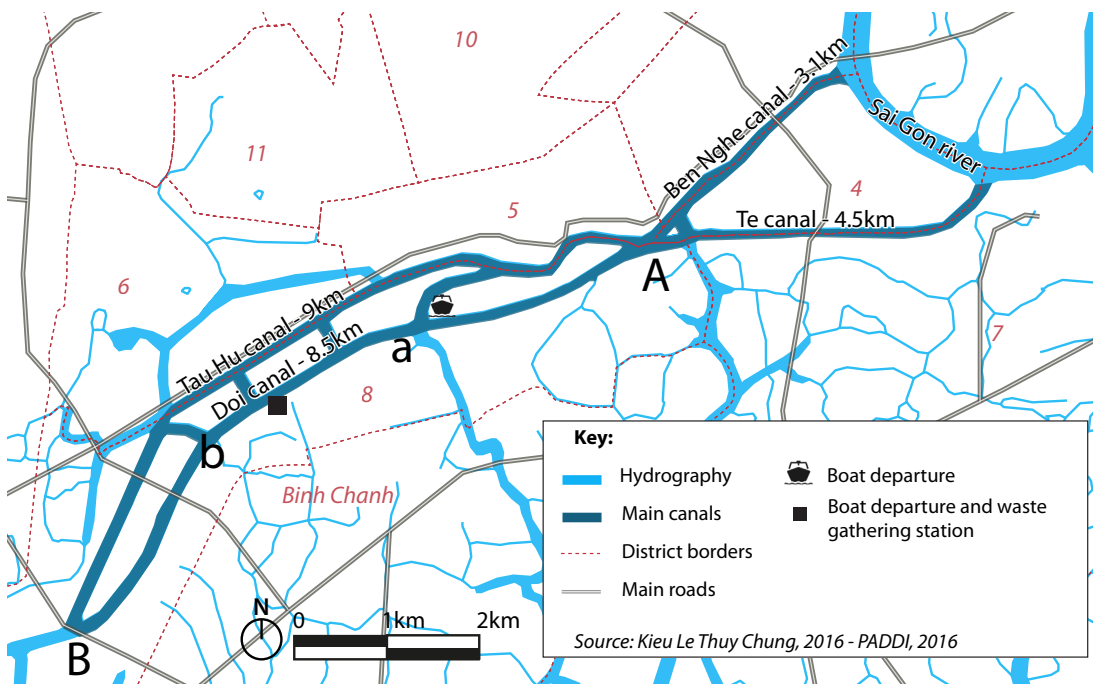 10
Ben Nghe canal - 3.1km
Sai Gon river
11
4
5
Te canal - 4.5km
A
6
7
Tau Hu canal - 9km
Doi canal - 8.5km
a
8
b
Binh Chanh
B
N
0 1km 2km
Key:
Hydrography
Main canals
District borders
Main roads
Boat departure
Boat departure and waste
gathering station
Source: Kieu Le Thuy Chung, 2016 - PADDI, 2016